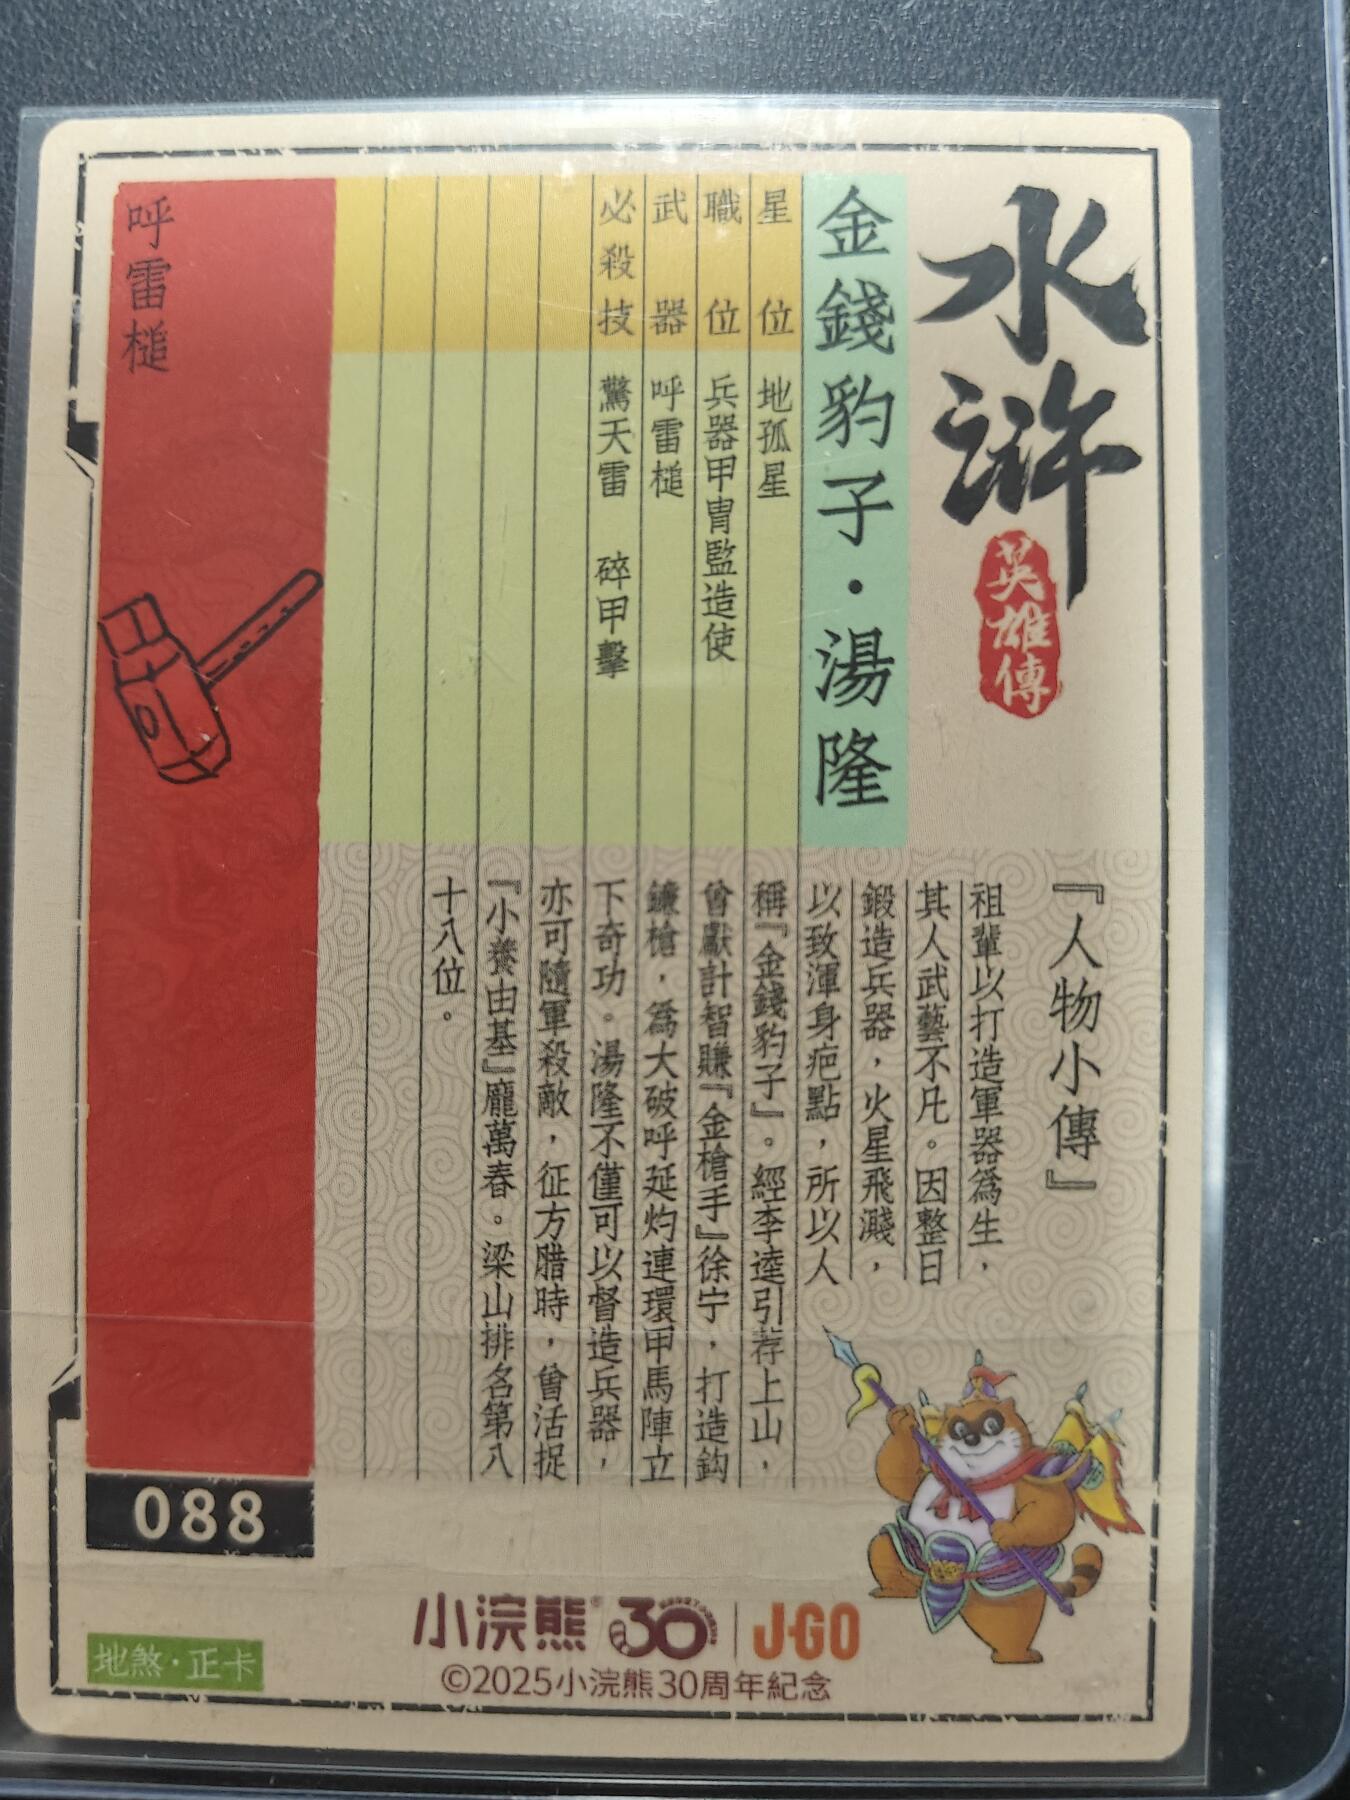 水滸
英雄傳
金錢豹子·湯隆
星位 地孤星
職位 兵器甲冑監造使
武器 呼雷槌
必殺技 驚天雷 碎甲擊
呼雷槌
『人物小傳』
祖輩以打造軍器爲生，
其人武藝不凡。因整日
鍛造兵器，火星飛濺，
以致渾身疤點，所以人
稱『金錢豹子』。經李逵引荐上山，
曾獻計智賺『金槍手』徐宁，打造鈎
鐮槍，爲大破呼延灼連環甲馬陣立
下奇功。湯隆不僅可以督造兵器，
亦可隨軍殺敵，征方腊時，曾活捉
『小養由基』龐萬春。梁山排名第八
十八位。
088
小浣熊® 30 J·GO
©2025小浣熊30周年紀念
地煞·正卡